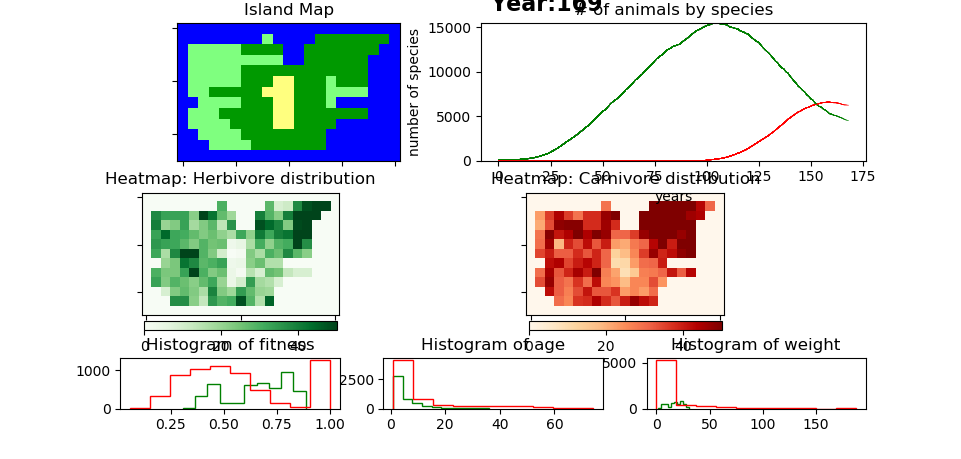 Year:169
Island Map
# of animals by species
number of species
15000
10000
5000
0
0 25 50 75 100 125 150 175
years
Heatmap: Herbivore distribution
Heatmap: Carnivore distribution
0 20 40
0 20 40
Histogram of fitness
Histogram of age
Histogram of weight
1000
0
0.25 0.50 0.75 1.00
2500
0
0 20 40 60
5000
0
0 50 100 150